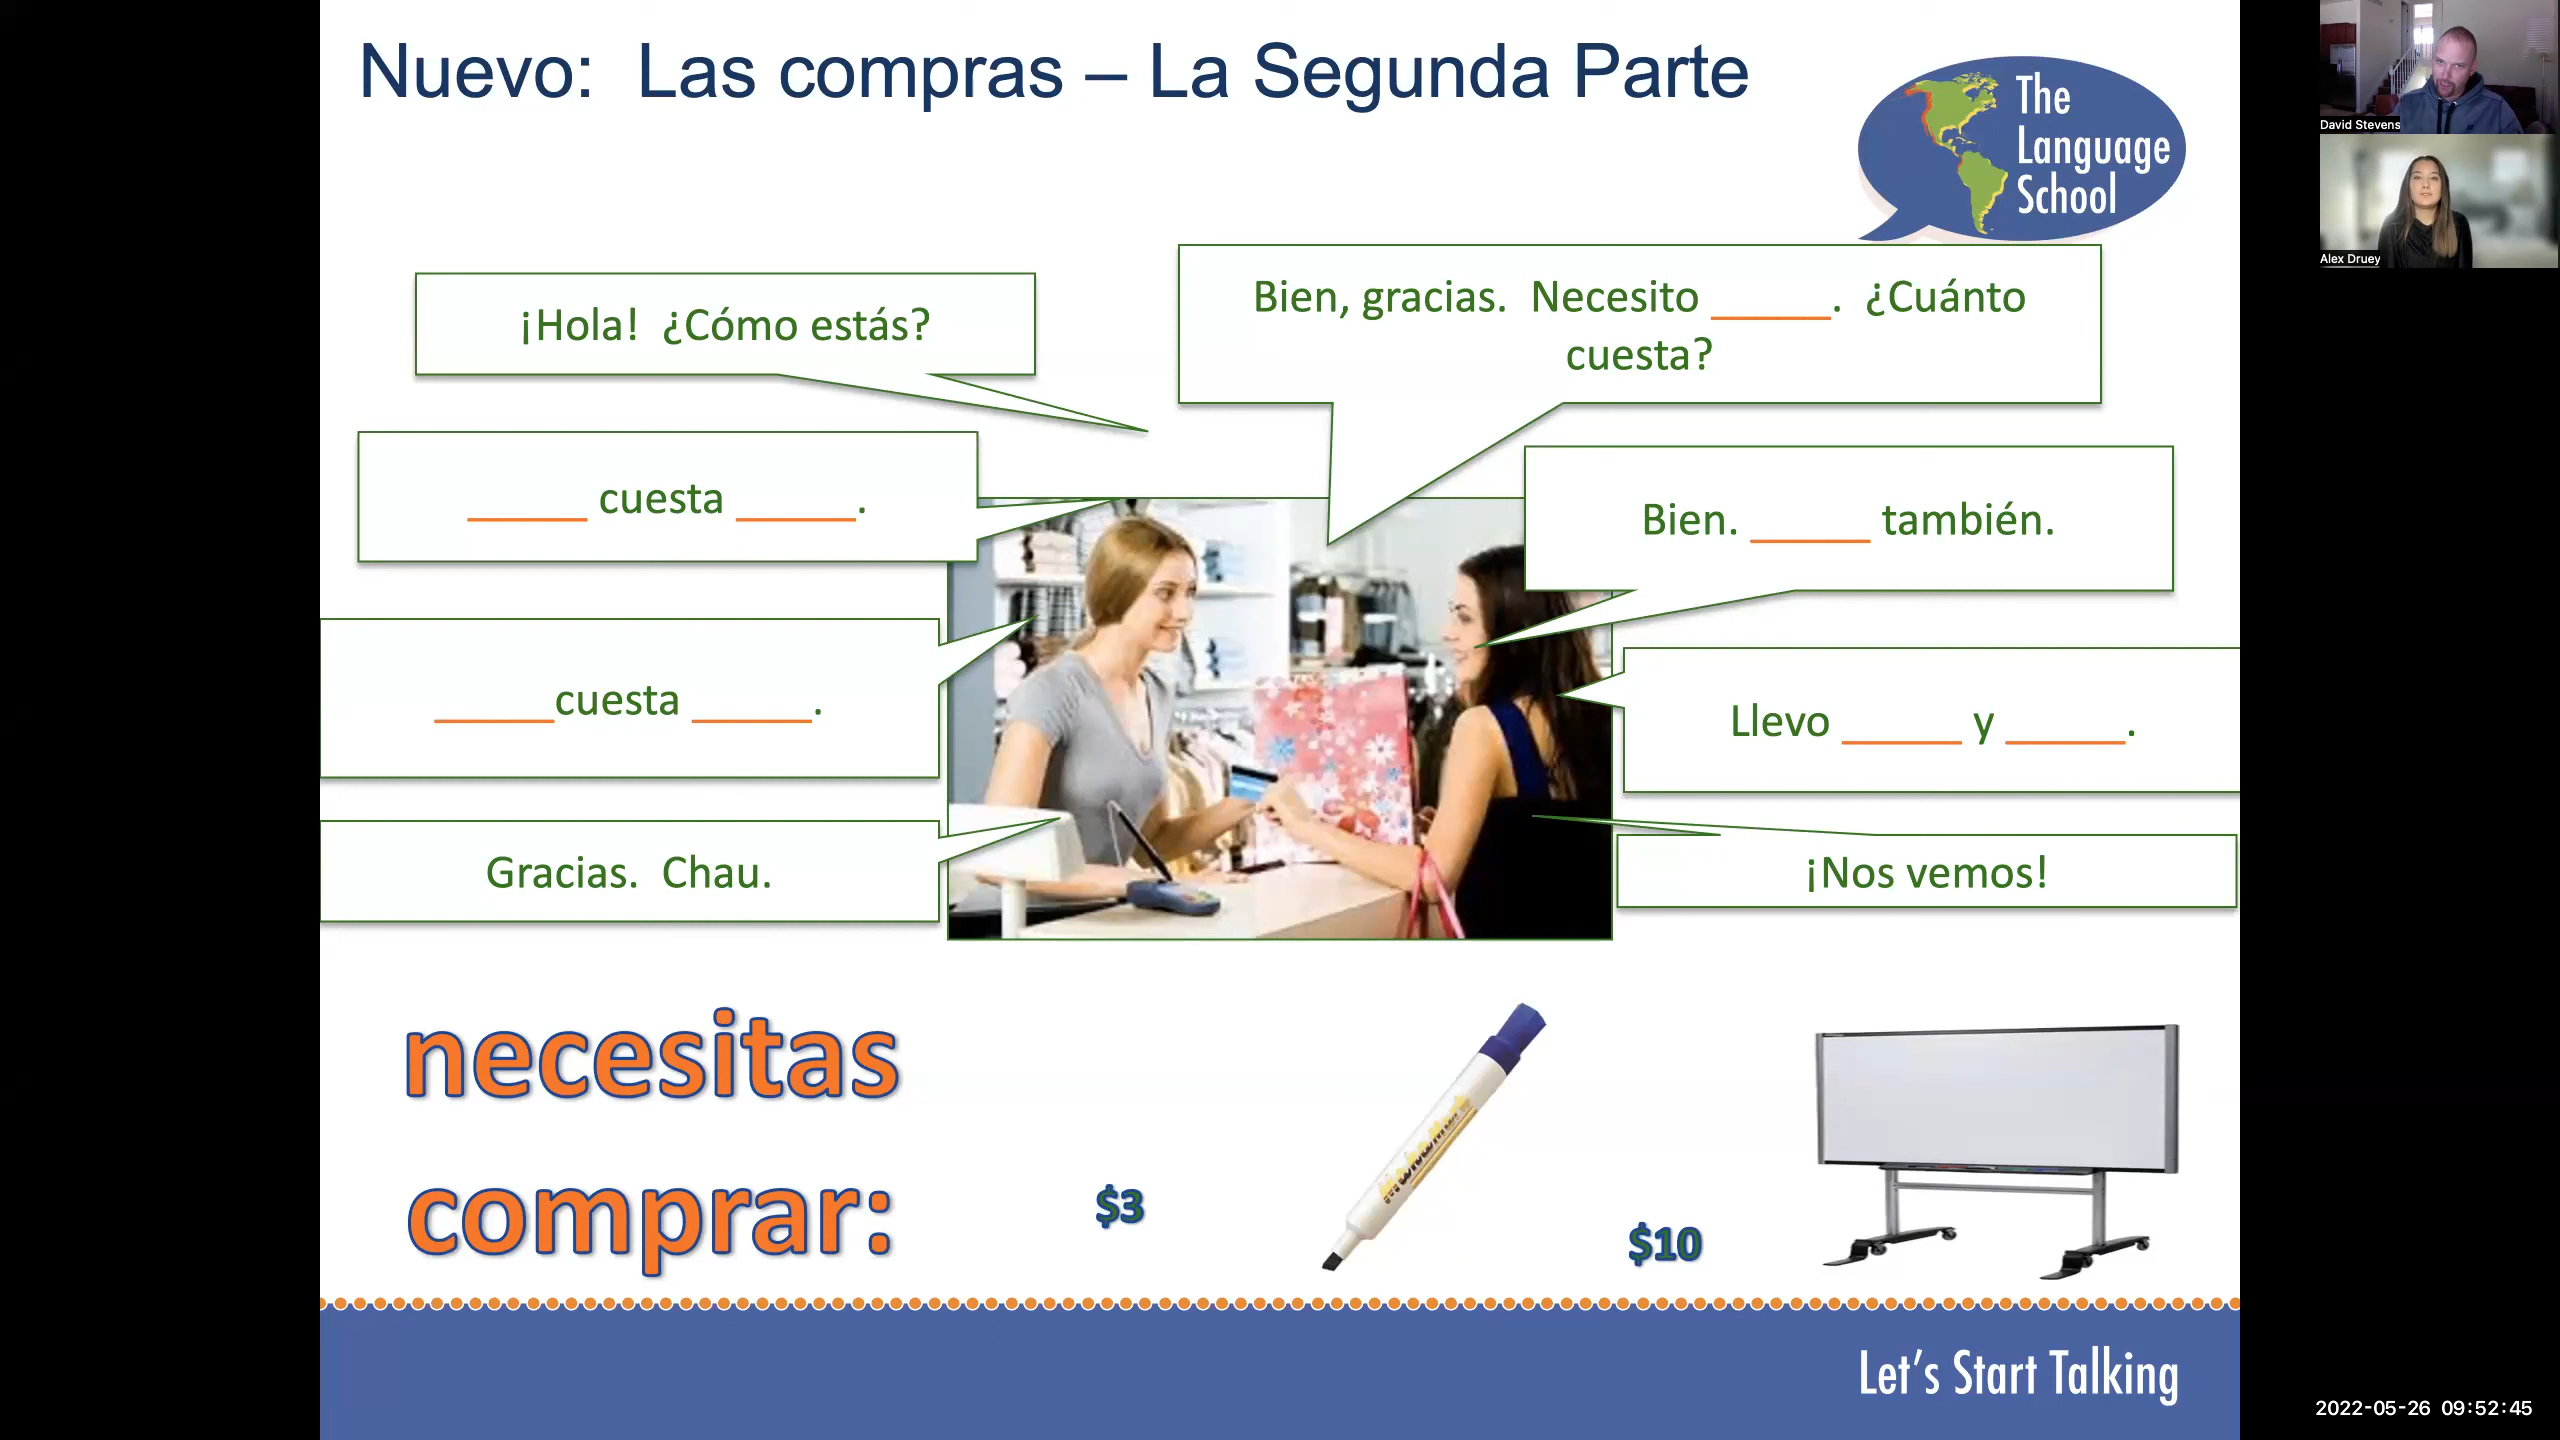 Nuevo:  Las compras – La Segunda Parte
The
Language
School
David Stevens
Alex Druey
¡Hola!  ¿Cómo estás?
Bien, gracias.  Necesito _____.  ¿Cuánto
cuesta?
_____ cuesta _____.
Bien. _____ también.
_____cuesta _____.
Llevo _____ y _____.
Gracias.  Chau.
¡Nos vemos!
necesitas
comprar:
$3
$10
Let's Start Talking
2022-05-26 09:52:45